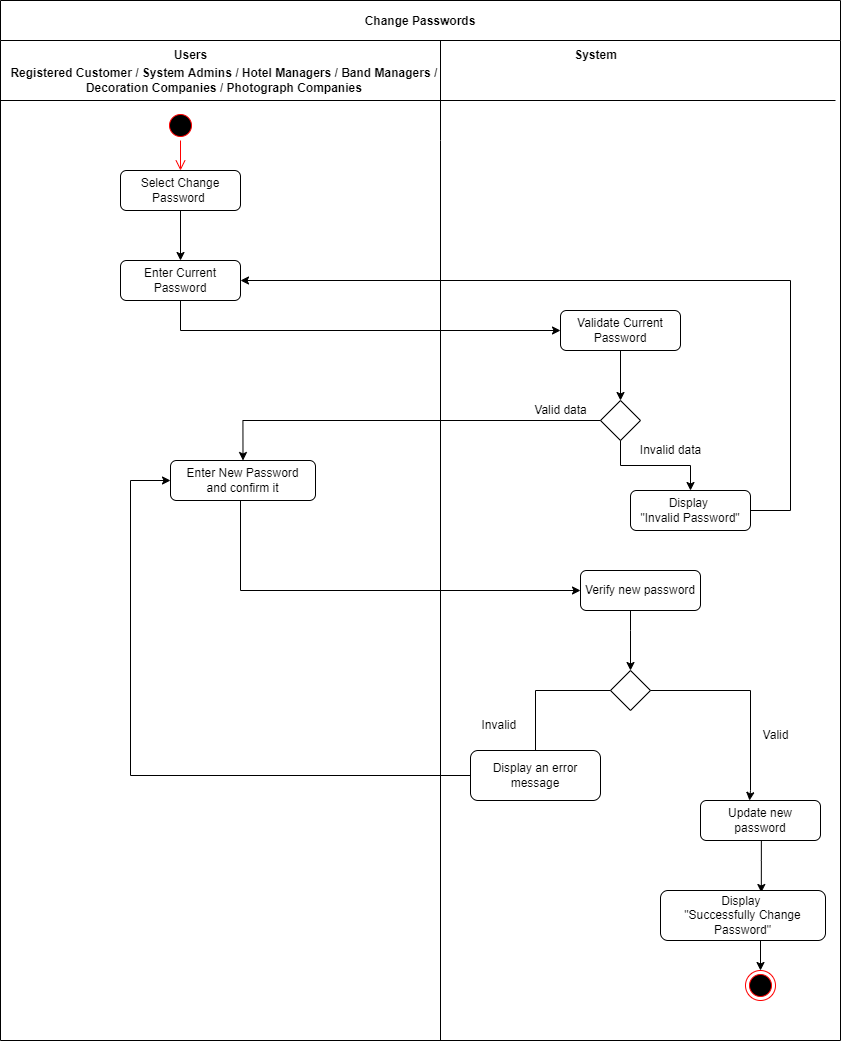 Change Passwords
Users
Registered Customer / System Admins / Hotel Managers / Band Managers /
Decoration Companies / Photograph Companies
System
Select Change
Password
Enter Current
Password
Validate Current
Password
Valid data
Invalid data
Enter New Password
and confirm it
Display
"Invalid Password"
Verify new password
Invalid
Valid
Display an error
message
Update new
password
Display
"Successfully Change
Password"